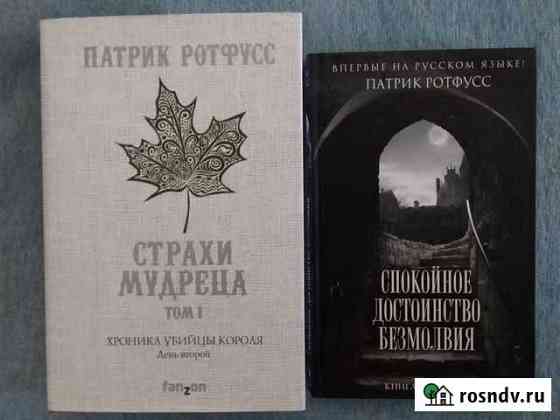 ПАТРИК РОТФУСС
СТРАХИ
МУДРЕЦА
ТОМ I
ХРОНИКА УБИЙЦЫ КОРОЛЯ
День второй
fanzon
ВПЕРВЫЕ НА РУССКОМ ЯЗЫКЕ!
ПАТРИК РОТФУСС
СПОКОЙНОЕ
ДОСТОИНСТВО
БЕЗМОЛВИЯ
rosndv.ru